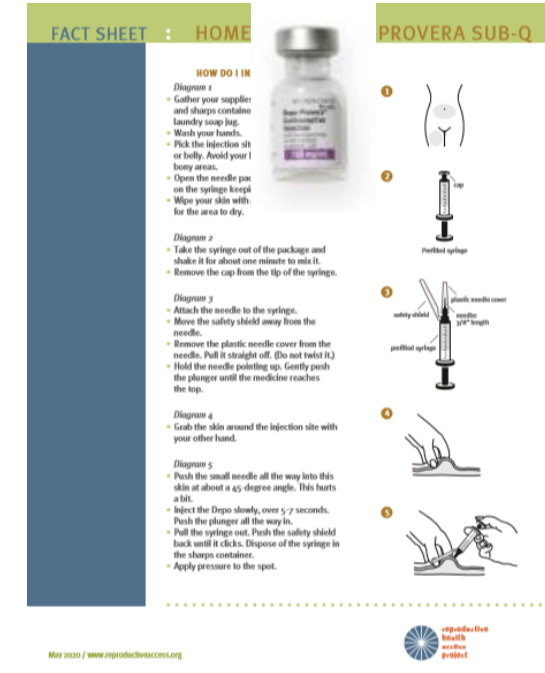 FACT SHEET : HOME
PROVERA SUB-Q
HOW DO I IN
Diagram 1
• Gather your supplies
and sharps containe
laundry soap jug.
• Wash your hands.
• Pick the injection sit
or belly. Avoid your
bony areas.
• Open the needle pac
on the syringe keepi
• Wipe your skin with
for the area to dry.
Diagram 2
• Take the syringe out of the package and
shake it for about one minute to mix it.
• Remove the cap from the tip of the syringe.
Diagram 3
• Attach the needle to the syringe.
• Move the safety shield away from the
needle.
• Remove the plastic needle cover from the
needle. Pull it straight off. (Do not twist it.)
• Hold the needle pointing up. Gently push
the plunger until the medicine reaches
the top.
Diagram 4
• Grab the skin around the injection site with
your other hand.
Diagram 5
• Push the small needle all the way into this
skin at about a 45-degree angle. This hurts
a bit.
• Inject the Depo slowly, over 5-7 seconds.
Push the plunger all the way in.
• Pull the syringe out. Push the safety shield
back until it clicks. Dispose of the syringe in
the sharps container.
• Apply pressure to the spot.
1
2
cap
Prefilled syringe
3
plastic needle cover
safety shield
needle:
3/8" length
prefilled syringe
4
5
May 2020 / www.reproductiveaccess.org
reproductive
health
access
project